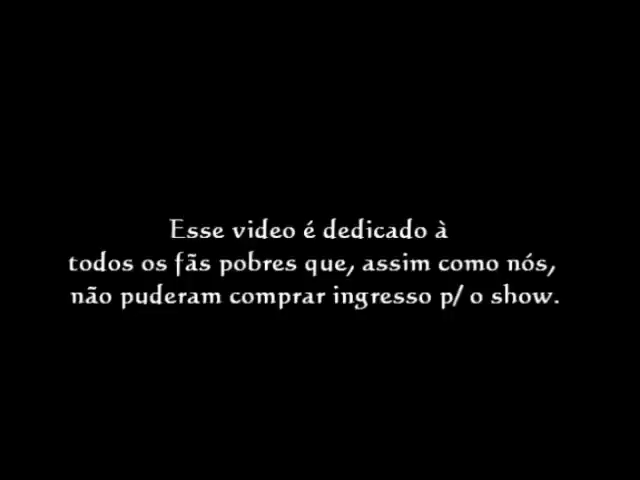 Esse video é dedicado à
todos os fãs pobres que, assim como nós,
não puderam comprar ingresso p/ o show.